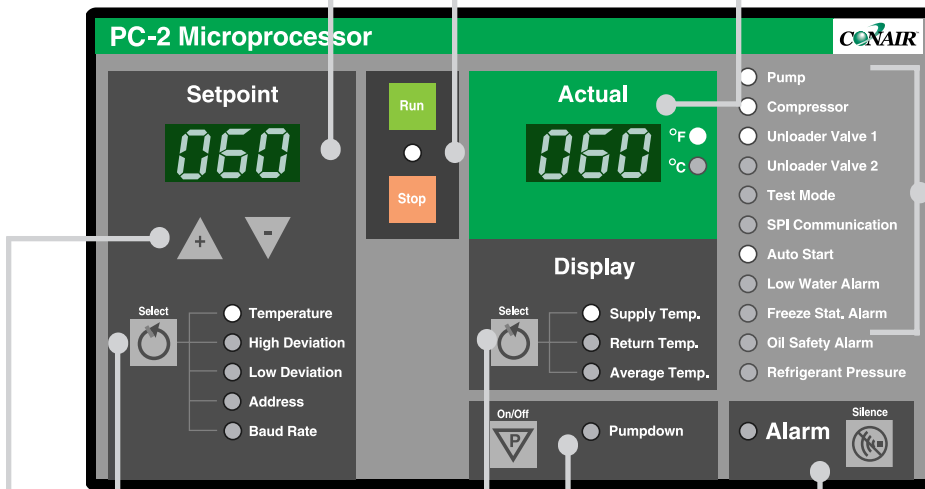 PC-2 Microprocessor
CONAIR
Setpoint
060
+
-
Select
Temperature
High Deviation
Low Deviation
Address
Baud Rate
Run
Stop
Actual
060
°F
°C
Display
Select
Supply Temp.
Return Temp.
Average Temp.
On/Off
P
Pumpdown
Pump
Compressor
Unloader Valve 1
Unloader Valve 2
Test Mode
SPI Communication
Auto Start
Low Water Alarm
Freeze Stat. Alarm
Oil Safety Alarm
Refrigerant Pressure
Alarm
Silence